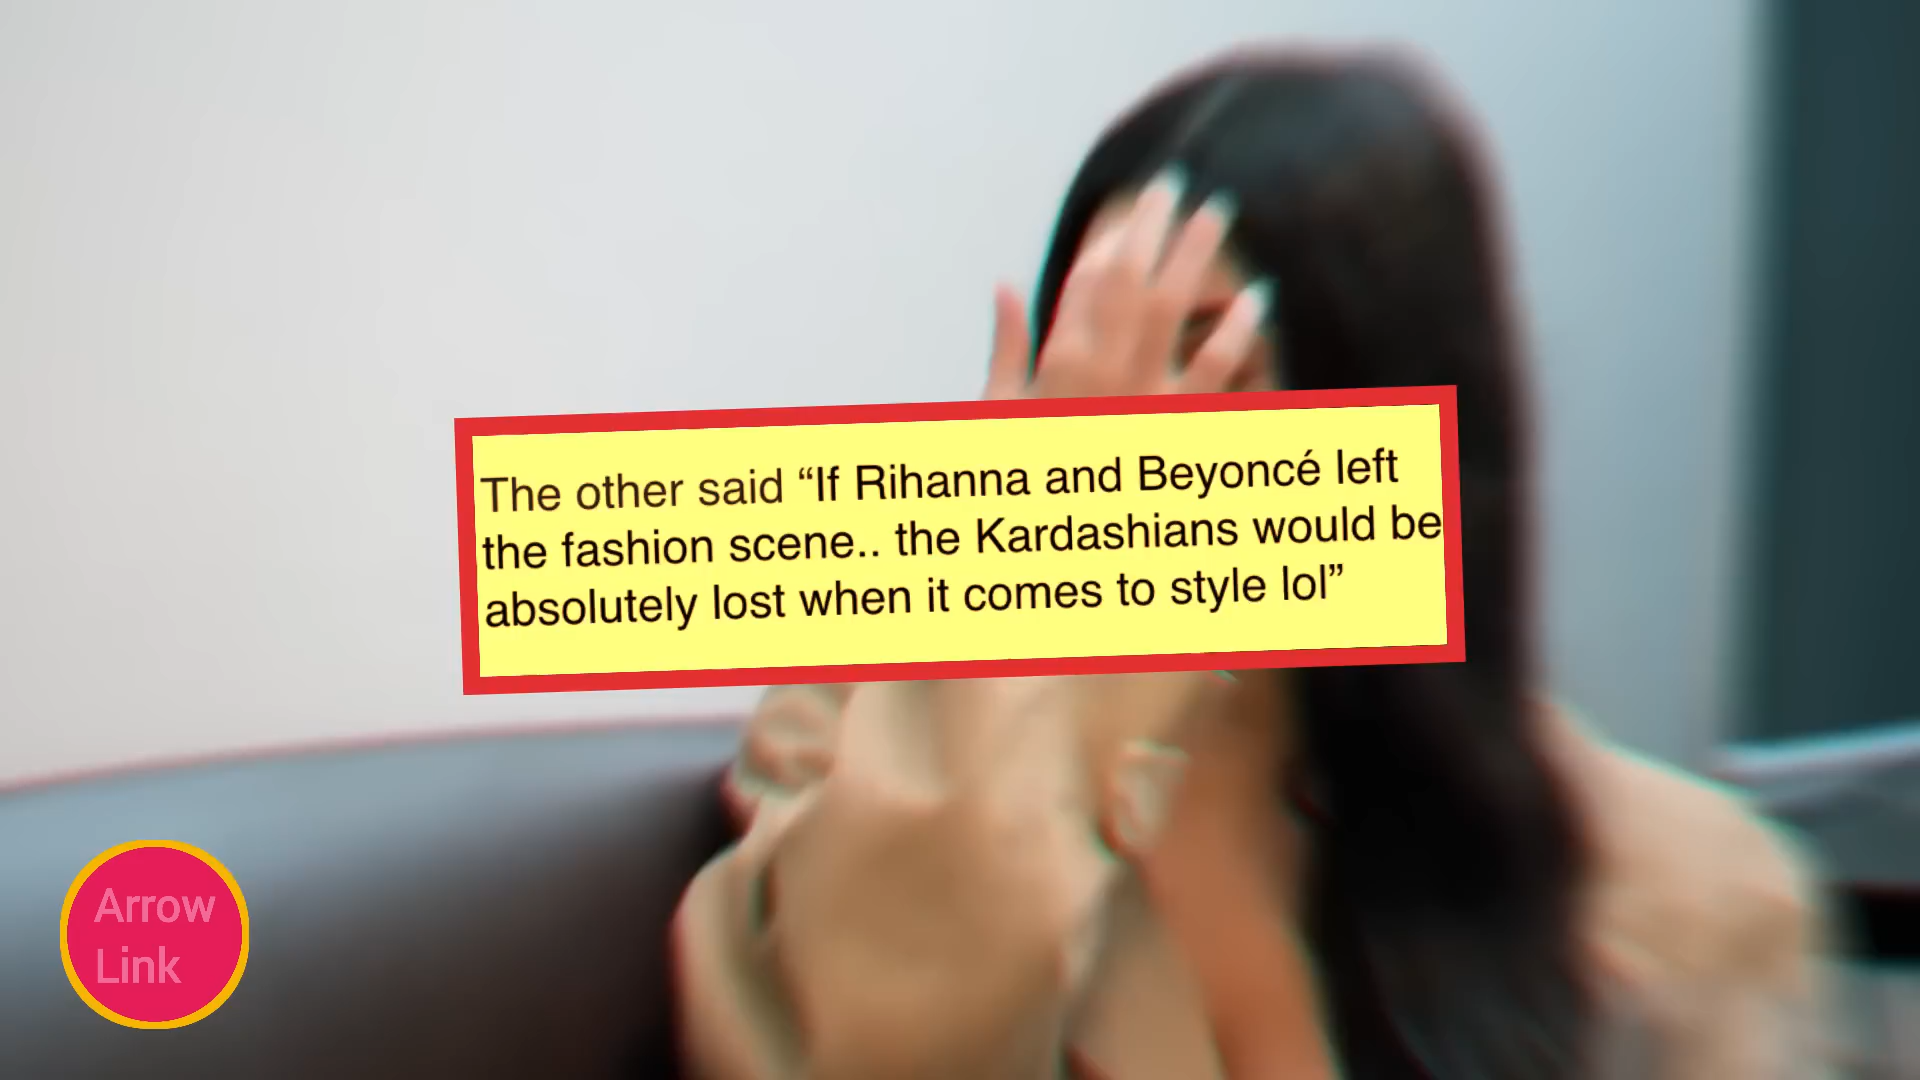 The other said “If Rihanna and Beyoncé left
the fashion scene.. the Kardashians would be
absolutely lost when it comes to style lol”
Arrow
Link